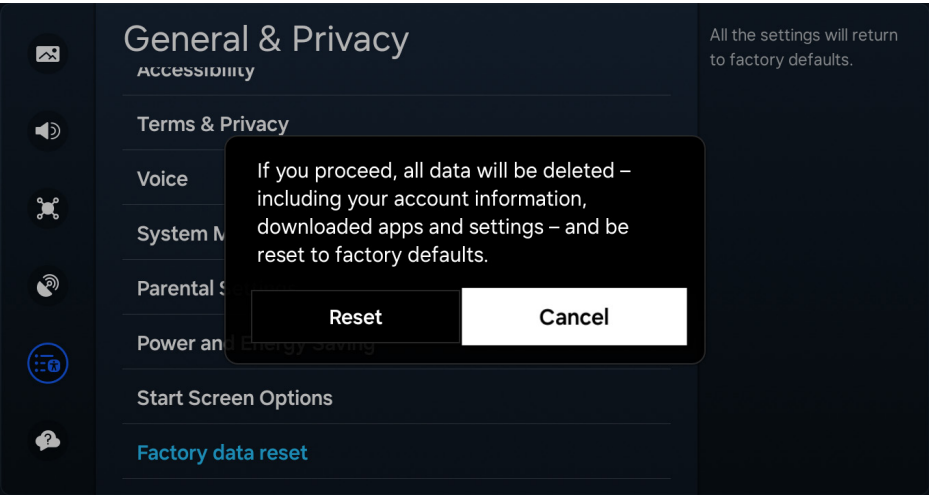 General & Privacy
All the settings will return
to factory defaults.
Accessibility
Terms & Privacy
If you proceed, all data will be deleted –
including your account information,
downloaded apps and settings – and be
reset to factory defaults.
Voice
System M
Parental S
Reset
Cancel
Power and Energy Saving
Start Screen Options
Factory data reset